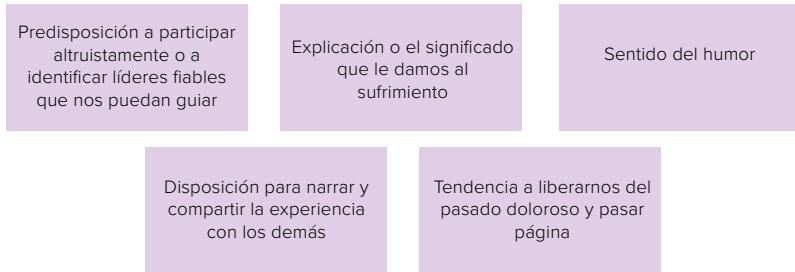 Predisposición a participar
altruistamente o a
identificar líderes fiables
que nos puedan guiar
Explicación o el significado
que le damos al
sufrimiento
Sentido del humor
Disposición para narrar y
compartir la experiencia
con los demás
Tendencia a liberarnos del
pasado doloroso y pasar
página